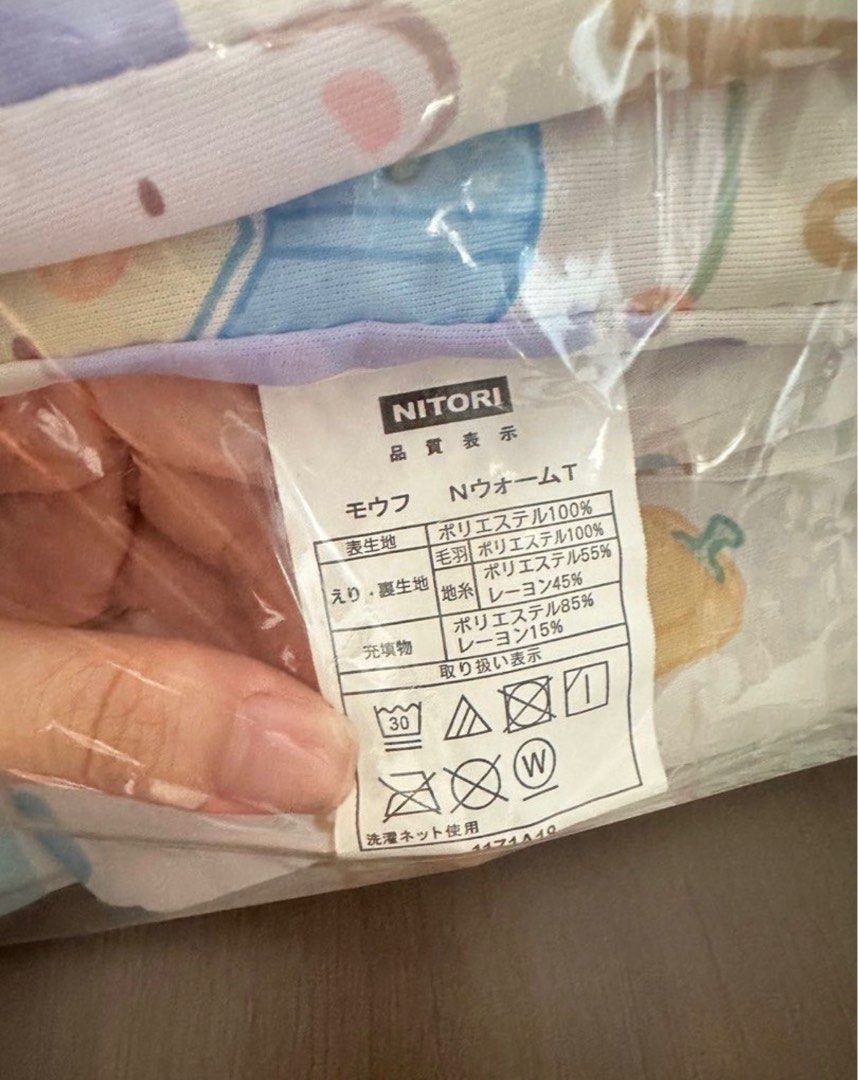 NITORI
品質表示
モウフ NウォームT
表生地 ポリエステル100%
えり・裏生地 毛羽 ポリエステル100%
地糸 ポリエステル55%
レーヨン45%
充填物 ポリエステル85%
レーヨン15%
取り扱い表示
30
W
洗濯ネット使用